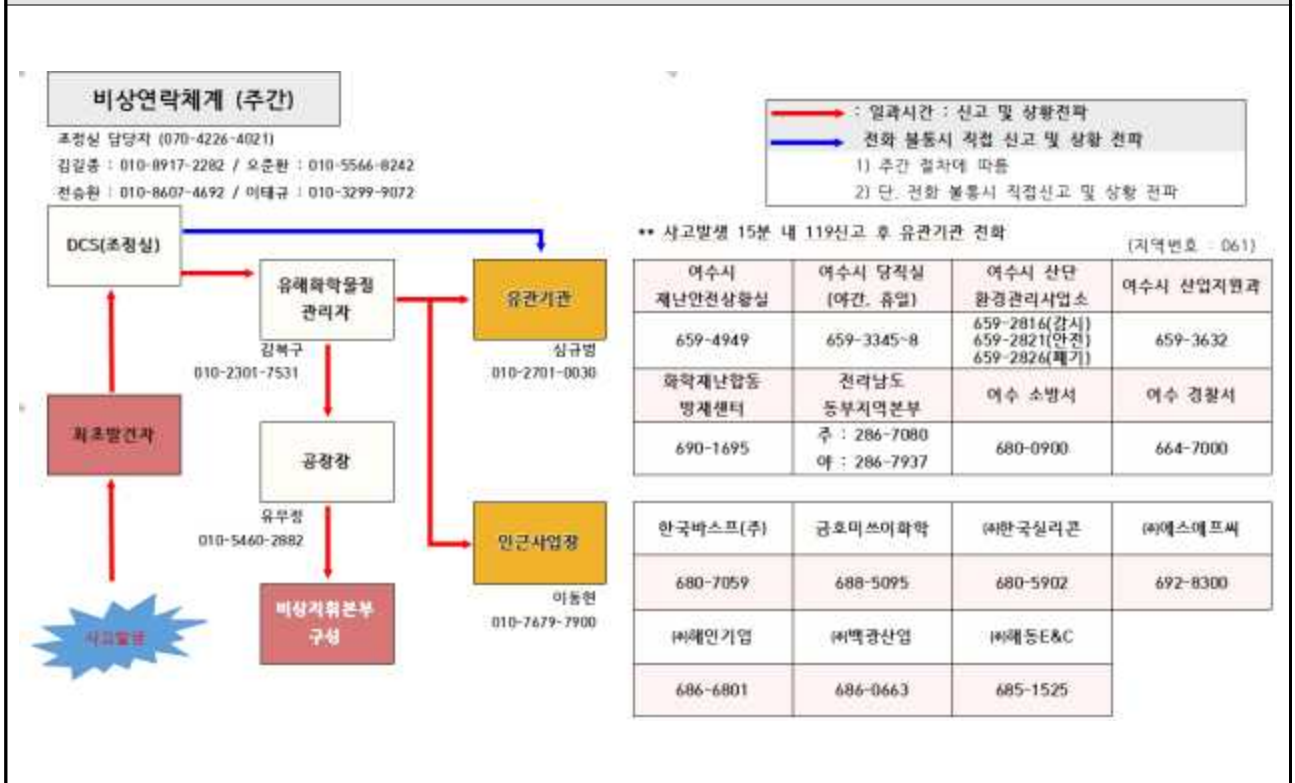 비상연락체계 (주간)
조정실 담당자 (070-4226-4021)
김길종 : 010-8917-2282 / 오준환 : 010-5566-8242
전승환 : 010-8607-4692 / 이태규 : 010-3299-9072
: 일과시간 : 신고 및 상황전파
전화 불통시 직접 신고 및 상황 전파
1) 주간 절차에 따름
2) 단. 전화 불통시 직접신고 및 상황 전파
DCS(조정실)
유해화학물질
관리자
김복구
010-2301-7531
유관기관
심규범
010-2701-0030
최초발견자
공장장
유무정
010-5460-2882
인근사업장
이동현
010-7679-7900
사고발생
비상지휘본부
구성
** 사고발생 15분 내 119신고 후 유관기관 전화
(지역번호 : 061)
여수시
재난안전상황실
여수시 당직실
(야간, 휴일)
여수시 산단
환경관리사업소
여수시 산업지원과
659-4949
659-3345~8
659-2816(감시)
659-2821(안전)
659-2826(폐기)
659-3632
화학재난합동
방재센터
전라남도
동부지역본부
여수 소방서
여수 경찰서
690-1695
주 : 286-7080
야 : 286-7937
680-0900
664-7000
한국바스프(주)
금호미쓰이화학
㈜한국실리콘
㈜에스에프씨
680-7059
688-5095
680-5902
692-8300
㈜해인기업
㈜백광산업
㈜해동E&C
686-6801
686-0663
685-1525